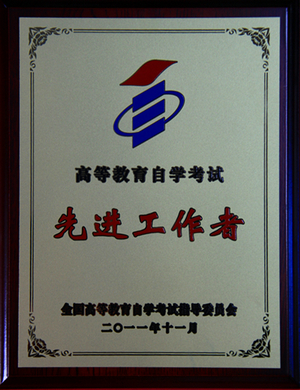 高等教育自学考试
先进工作者
全国高等教育自学考试指导委员会
二〇一一年十一月